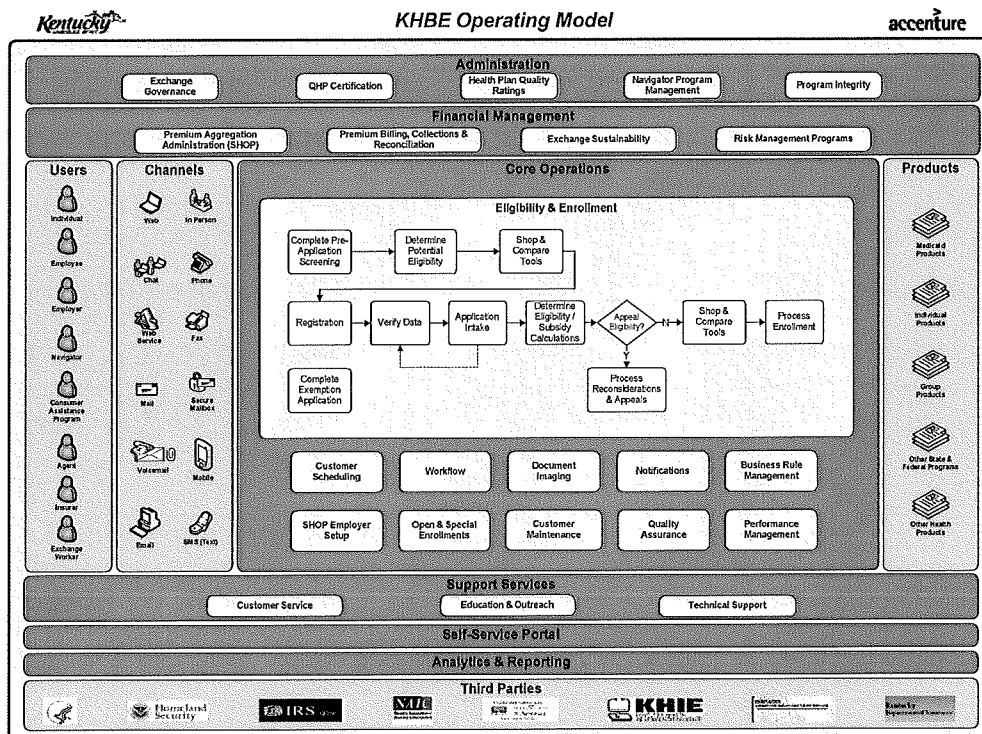 Kentucky
KHBE Operating Model
accenture
Administration
Exchange
Governance
QHP Certification
Health Plan Quality
Ratings
Navigator Program
Management
Program Integrity
Financial Management
Premium Aggregation
Administration (SHOP)
Premium Billing, Collections &
Reconciliation
Exchange Sustainability
Risk Management Programs
Users
Individual
Employee
Employer
Navigator
Consumer
Assistance
Program
Agent
Insurer
Exchange
Worker
Channels
Web
In Person
Chat
Phone
Web
Service
Fax
Mail
Secure
Mailbox
Voicemail
Mobile
Email
SMS (Text)
Core Operations
Eligibility & Enrollment
Complete Pre-
Application
Screening
Determine
Potential
Eligibility
Shop &
Compare
Tools
Registration
Verify Data
Application
Intake
Determine
Eligibility /
Subsidy
Calculations
Appeal
Eligiblity?
N
Y
Shop &
Compare
Tools
Process
Enrollment
Complete
Exemption
Application
Process
Reconsiderations
& Appeals
Customer
Scheduling
Workflow
Document
Imaging
Notifications
Business Rule
Management
SHOP Employer
Setup
Open & Special
Enrollments
Customer
Maintenance
Quality
Assurance
Performance
Management
Products
Medicaid
Products
Individual
Products
Group
Products
Other State &
Federal Programs
Other Health
Products
Support Services
Customer Service
Education & Outreach
Technical Support
Self-Service Portal
Analytics & Reporting
Third Parties
Homeland
Security
IRS
NAIC
KHIE
Kentucky